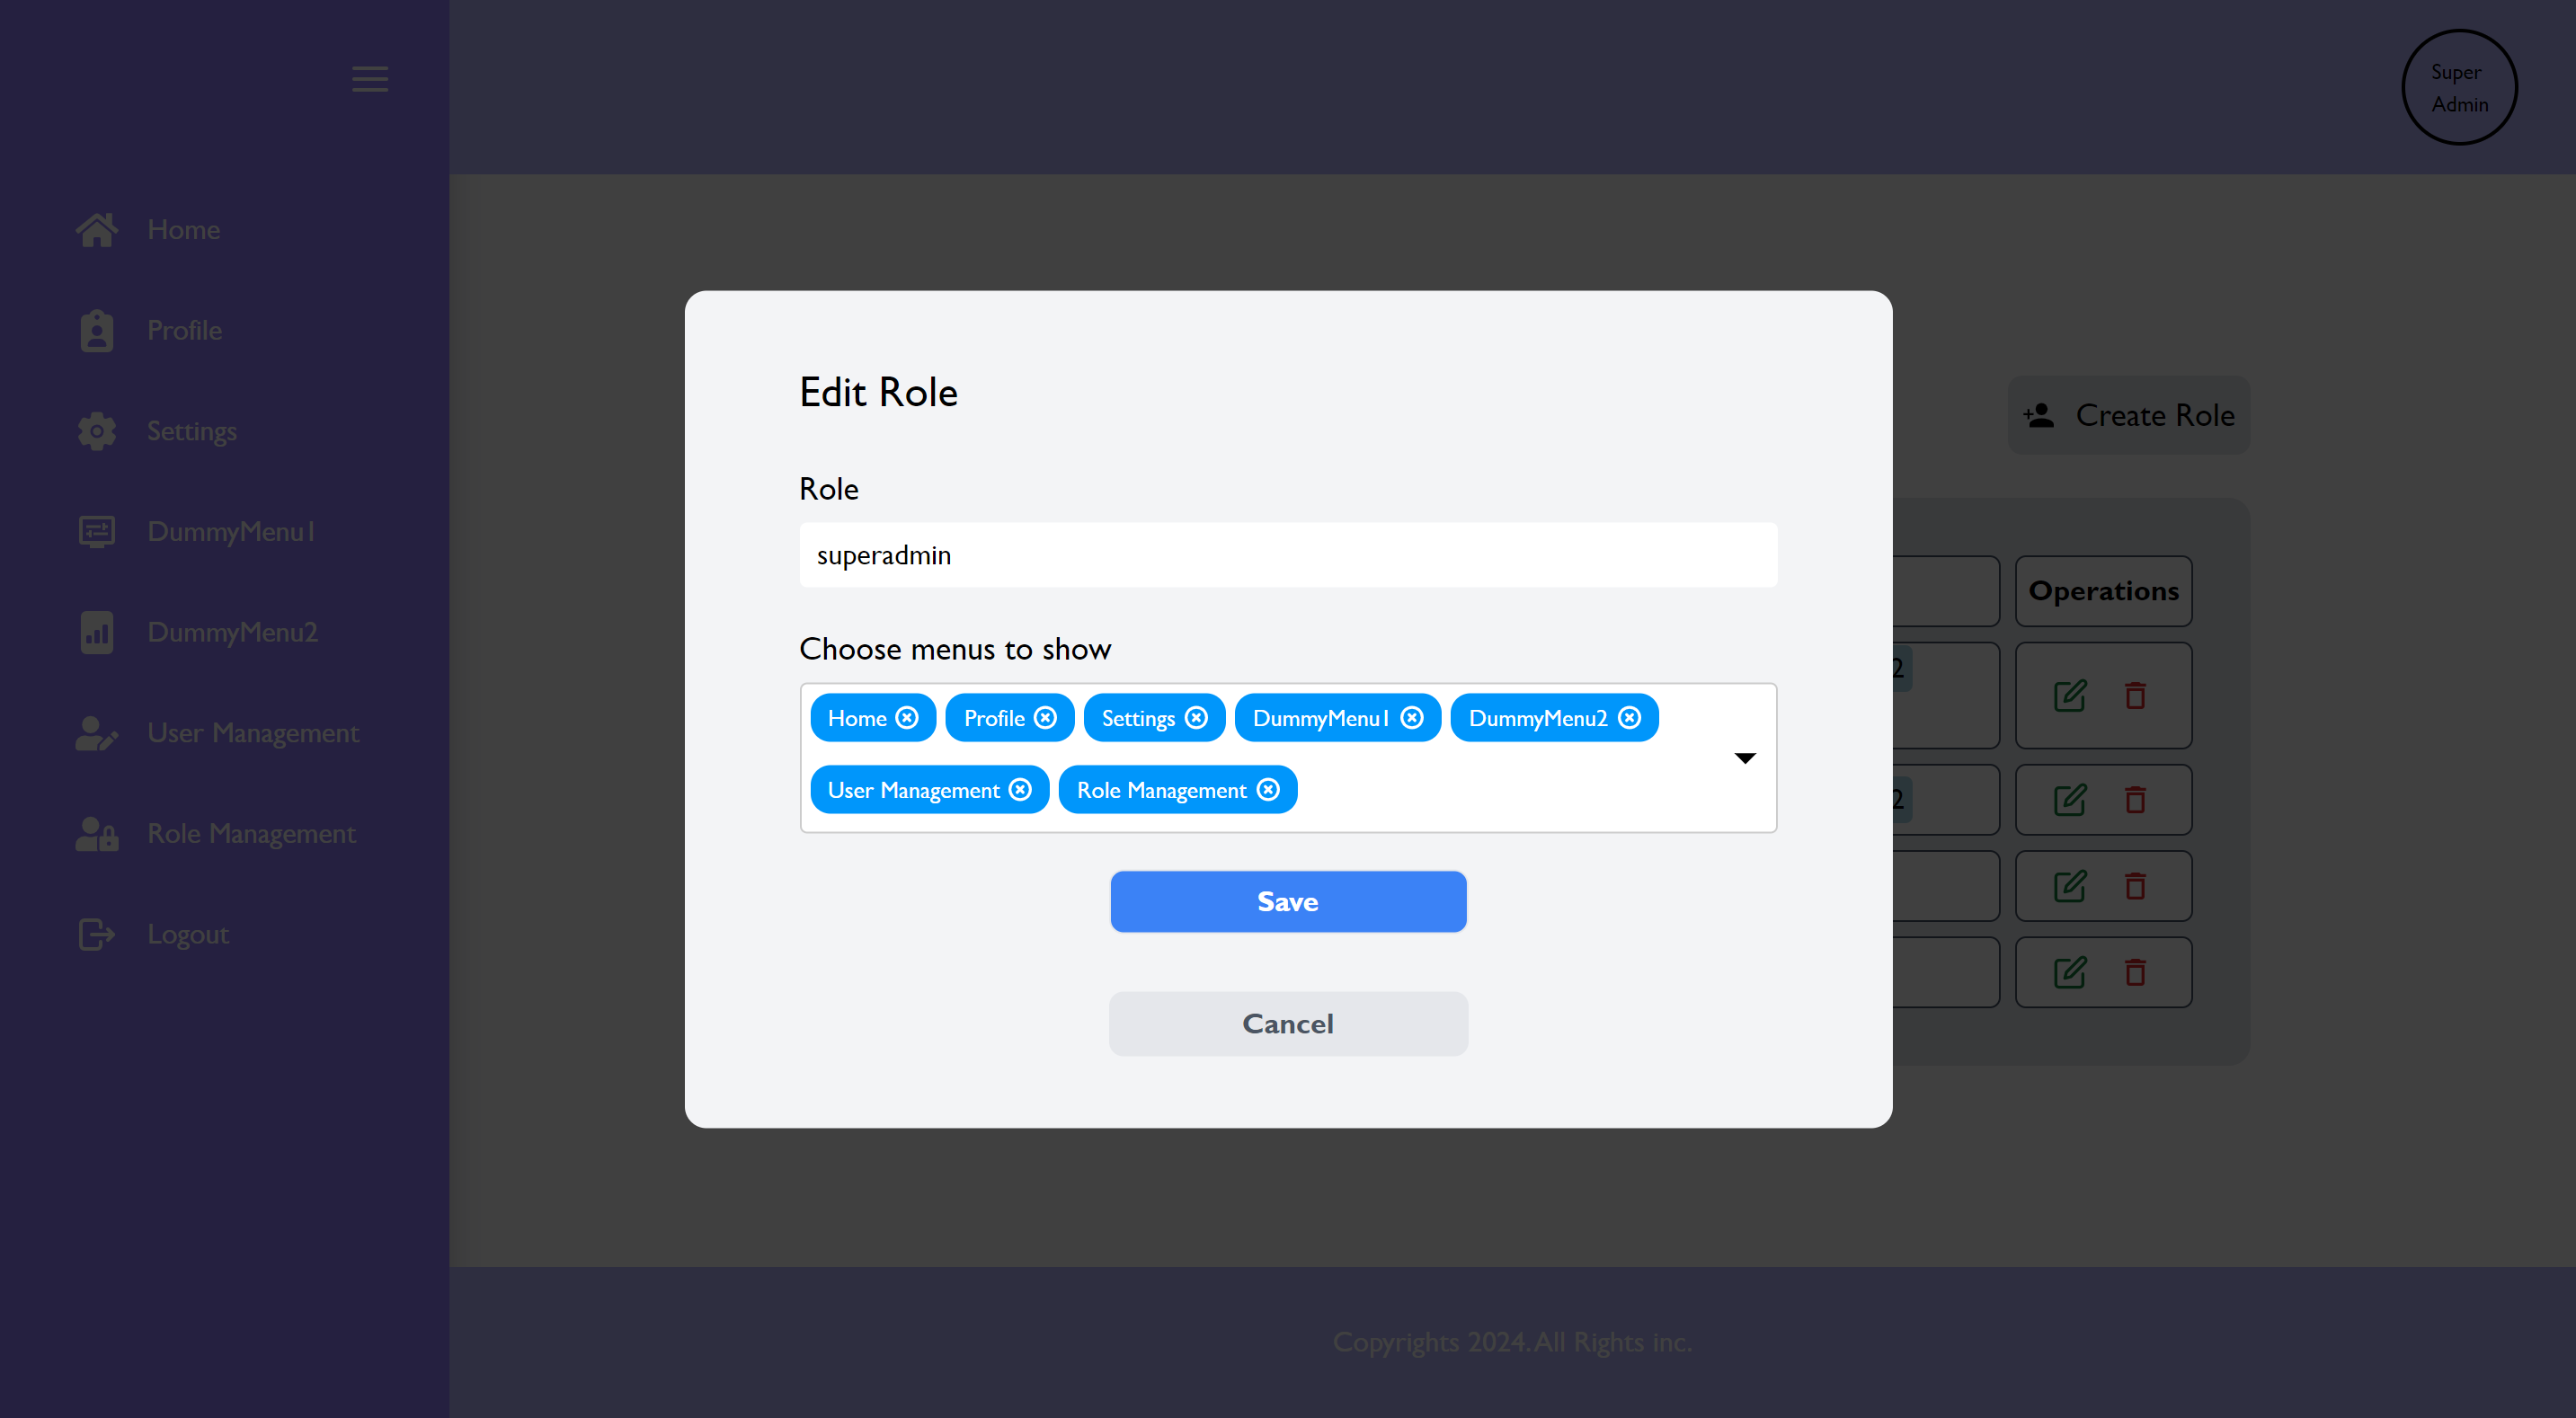 Super
Admin
Home
Profile
Settings
DummyMenu1
DummyMenu2
User Management
Role Management
Logout
Create Role
Operations
2
2
Edit Role
Role
superadmin
Choose menus to show
Home Profile Settings DummyMenu1 DummyMenu2
User Management Role Management
Save
Cancel
Copyrights 2024. All Rights inc.